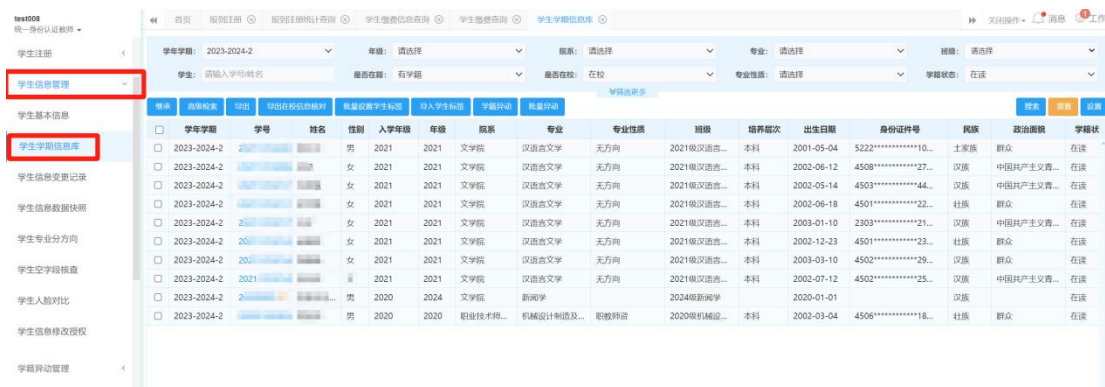 test008
统一身份认证教师
首页 报到注册 报到注册统计查询 学生缴费信息查询 学生缴费查询 学生学期信息库 关闭操作 消息 1 工作
学生注册
学生信息管理
学生基本信息
学生学期信息库
学生信息变更记录
学生信息数据快照
学生专业分方向
学生空字段核查
学生人脸对比
学生信息修改授权
学籍异动管理
学年学期: 2023-2024-2 年级: 请选择 院系: 请选择 专业: 请选择 班级: 请选择
学生: 请输入学号/姓名 是否在籍: 有学籍 是否在校: 在校 专业性质: 请选择 学籍状态: 在读
筛选更多
继承 高级检索 导出 导出在校信息核对 批量设置学生标签 导入学生标签 学籍异动 批量异动 搜索 重置 设置
学年学期 学号 姓名 性别 入学年级 年级 院系 专业 专业性质 班级 培养层次 出生日期 身份证件号 民族 政治面貌 学籍状
2023-2024-2 2 男 2021 2021 文学院 汉语言文学 无方向 2021级汉语言... 本科 2001-05-04 5222************10... 土家族 群众 在读
2023-2024-2 女 2021 2021 文学院 汉语言文学 无方向 2021级汉语言... 本科 2002-06-12 4508************27... 汉族 中国共产主义青... 在读
2023-2024-2 女 2021 2021 文学院 汉语言文学 无方向 2021级汉语言... 本科 2002-05-14 4503************44... 汉族 中国共产主义青... 在读
2023-2024-2 女 2021 2021 文学院 汉语言文学 无方向 2021级汉语言... 本科 2002-06-18 4501************22... 壮族 群众 在读
2023-2024-2 2 女 2021 2021 文学院 汉语言文学 无方向 2021级汉语言... 本科 2003-01-10 2303************21... 汉族 中国共产主义青... 在读
2023-2024-2 20 女 2021 2021 文学院 汉语言文学 无方向 2021级汉语言... 本科 2002-12-23 4501************23... 壮族 群众 在读
2023-2024-2 202 女 2021 2021 文学院 汉语言文学 无方向 2021级汉语言... 本科 2003-03-10 4502************29... 汉族 群众 在读
2023-2024-2 2021 2021 2021 文学院 汉语言文学 无方向 2021级汉语言... 本科 2002-07-12 4502************25... 汉族 中国共产主义青... 在读
2023-2024-2 2 男 2020 2024 文学院 新闻学 2024级新闻学 2020-01-01 汉族 在读
2023-2024-2 男 2020 2020 职业技术师... 机械设计制造及... 职教师资 2020级机械设... 本科 2002-03-04 4506************18... 壮族 群众 在读